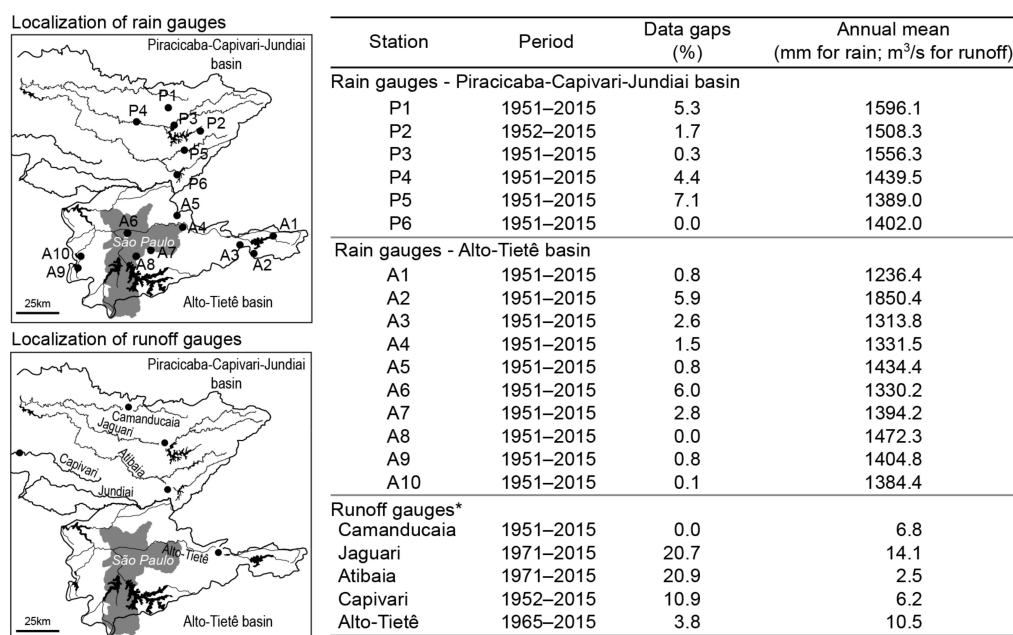 Localization of rain gauges
Piracicaba-Capivari-Jundiai
basin
P1
P4
P3
P2
P5
P6
A5
A6
A4
A1
São Paulo
A7
A3
A10
A8
A2
A9
Alto-Tietê basin
25km
Localization of runoff gauges
Piracicaba-Capivari-Jundiai
basin
Camanducaia
Jaguari
Atibaia
Capivari
Jundiai
Alto-Tietê
São Paulo
Alto-Tietê basin
25km
Station Period Data gaps (%) Annual mean (mm for rain; m³/s for runoff)
Rain gauges - Piracicaba-Capivari-Jundiai basin
P1 1951–2015 5.3 1596.1
P2 1952–2015 1.7 1508.3
P3 1951–2015 0.3 1556.3
P4 1951–2015 4.4 1439.5
P5 1951–2015 7.1 1389.0
P6 1951–2015 0.0 1402.0
Rain gauges - Alto-Tietê basin
A1 1951–2015 0.8 1236.4
A2 1951–2015 5.9 1850.4
A3 1951–2015 2.6 1313.8
A4 1951–2015 1.5 1331.5
A5 1951–2015 0.8 1434.4
A6 1951–2015 6.0 1330.2
A7 1951–2015 2.8 1394.2
A8 1951–2015 0.0 1472.3
A9 1951–2015 0.8 1404.8
A10 1951–2015 0.1 1384.4
Runoff gauges*
Camanducaia 1951–2015 0.0 6.8
Jaguari 1971–2015 20.7 14.1
Atibaia 1971–2015 20.9 2.5
Capivari 1952–2015 10.9 6.2
Alto-Tietê 1965–2015 3.8 10.5